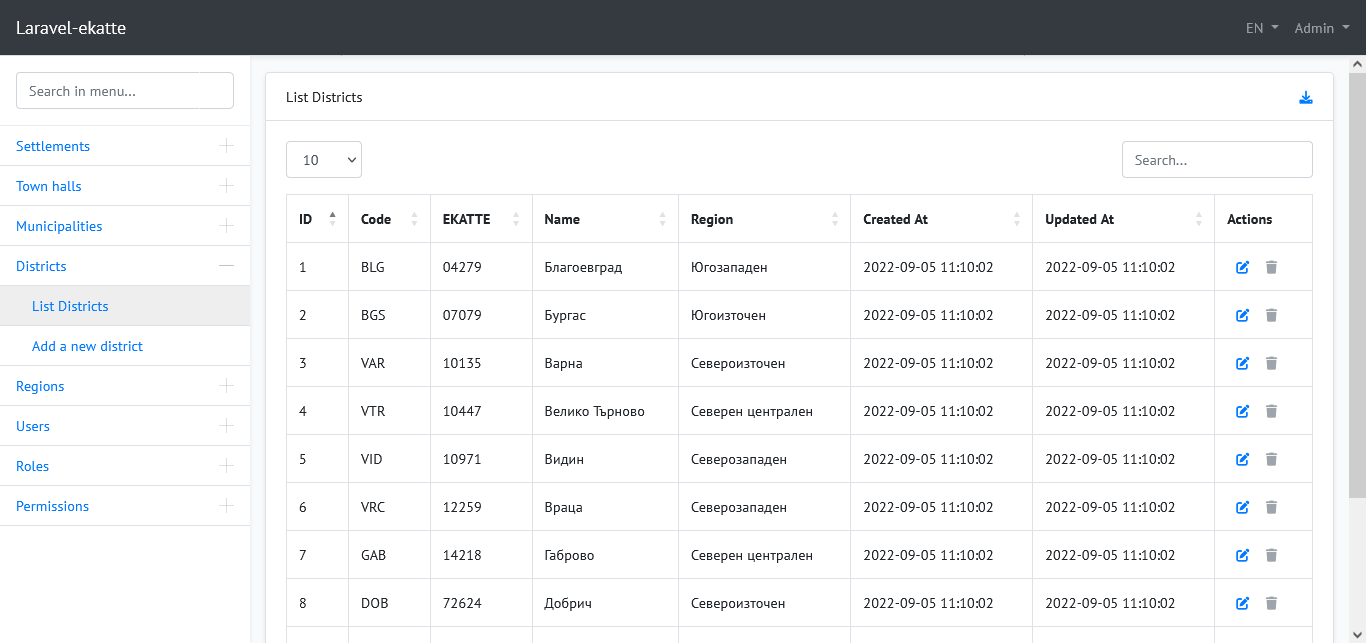 Laravel-ekatte
EN Admin
Search in menu...
Settlements
Town halls
Municipalities
Districts
List Districts
Add a new district
Regions
Users
Roles
Permissions
List Districts
10
Search...
ID Code EKATTE Name Region Created At Updated At Actions
1 BLG 04279 Благоевград Югозападен 2022-09-05 11:10:02 2022-09-05 11:10:02
2 BGS 07079 Бургас Югоизточен 2022-09-05 11:10:02 2022-09-05 11:10:02
3 VAR 10135 Варна Североизточен 2022-09-05 11:10:02 2022-09-05 11:10:02
4 VTR 10447 Велико Търново Северен централен 2022-09-05 11:10:02 2022-09-05 11:10:02
5 VID 10971 Видин Северозападен 2022-09-05 11:10:02 2022-09-05 11:10:02
6 VRC 12259 Враца Северозападен 2022-09-05 11:10:02 2022-09-05 11:10:02
7 GAB 14218 Габрово Северен централен 2022-09-05 11:10:02 2022-09-05 11:10:02
8 DOB 72624 Добрич Североизточен 2022-09-05 11:10:02 2022-09-05 11:10:02